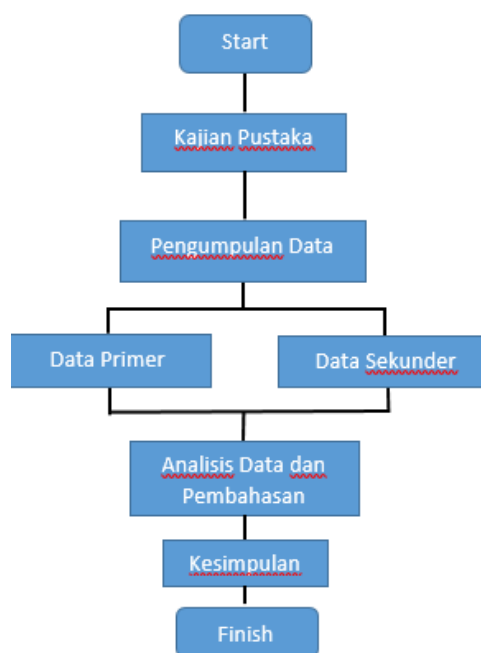 Start
Kajian Pustaka
Pengumpulan Data
Data Primer
Data Sekunder
Analisis Data dan
Pembahasan
Kesimpulan
Finish